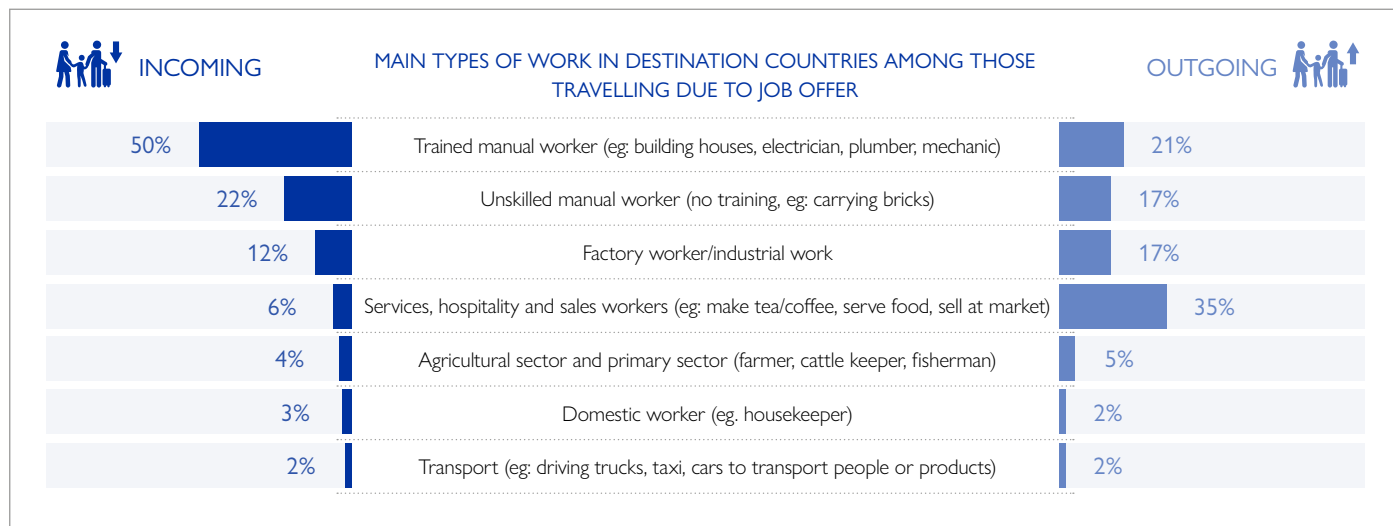 INCOMING
MAIN TYPES OF WORK IN DESTINATION COUNTRIES AMONG THOSE
TRAVELLING DUE TO JOB OFFER
OUTGOING
50% Trained manual worker (eg: building houses, electrician, plumber, mechanic) 21%
22% Unskilled manual worker (no training, eg: carrying bricks) 17%
12% Factory worker/industrial work 17%
6% Services, hospitality and sales workers (eg: make tea/coffee, serve food, sell at market) 35%
4% Agricultural sector and primary sector (farmer, cattle keeper, fisherman) 5%
3% Domestic worker (eg. housekeeper) 2%
2% Transport (eg: driving trucks, taxi, cars to transport people or products) 2%